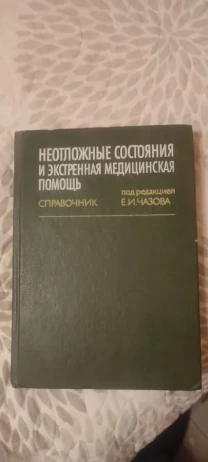 НЕОТЛОЖНЫЕ СОСТОЯНИЯ
И ЭКСТРЕННАЯ МЕДИЦИНСКАЯ
ПОМОЩЬ
СПРАВОЧНИК
под редакцией
Е.И.ЧАЗОВА